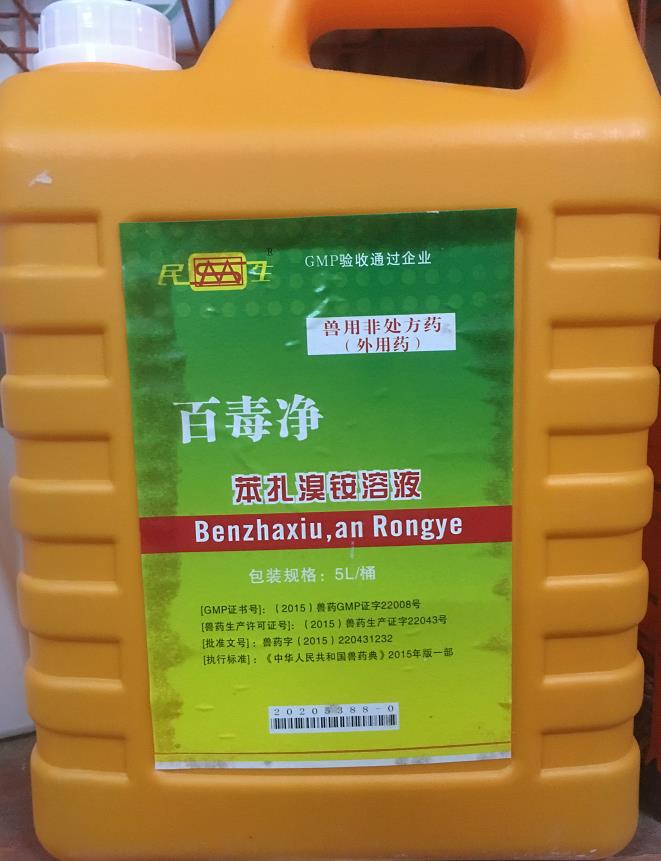 民生®
GMP验收通过企业
兽用非处方药
（外用药）
百毒净
苯扎溴铵溶液
Benzhaxiu,an Rongye
包装规格：5L/桶
[GMP证书号]：（2015）兽药GMP证字22008号
[兽药生产许可证号]：（2015）兽药生产证字22043号
[批准文号]：兽药字（2015）220431232
[执行标准]：《中华人民共和国兽药典》2015年版一部
20205388-0